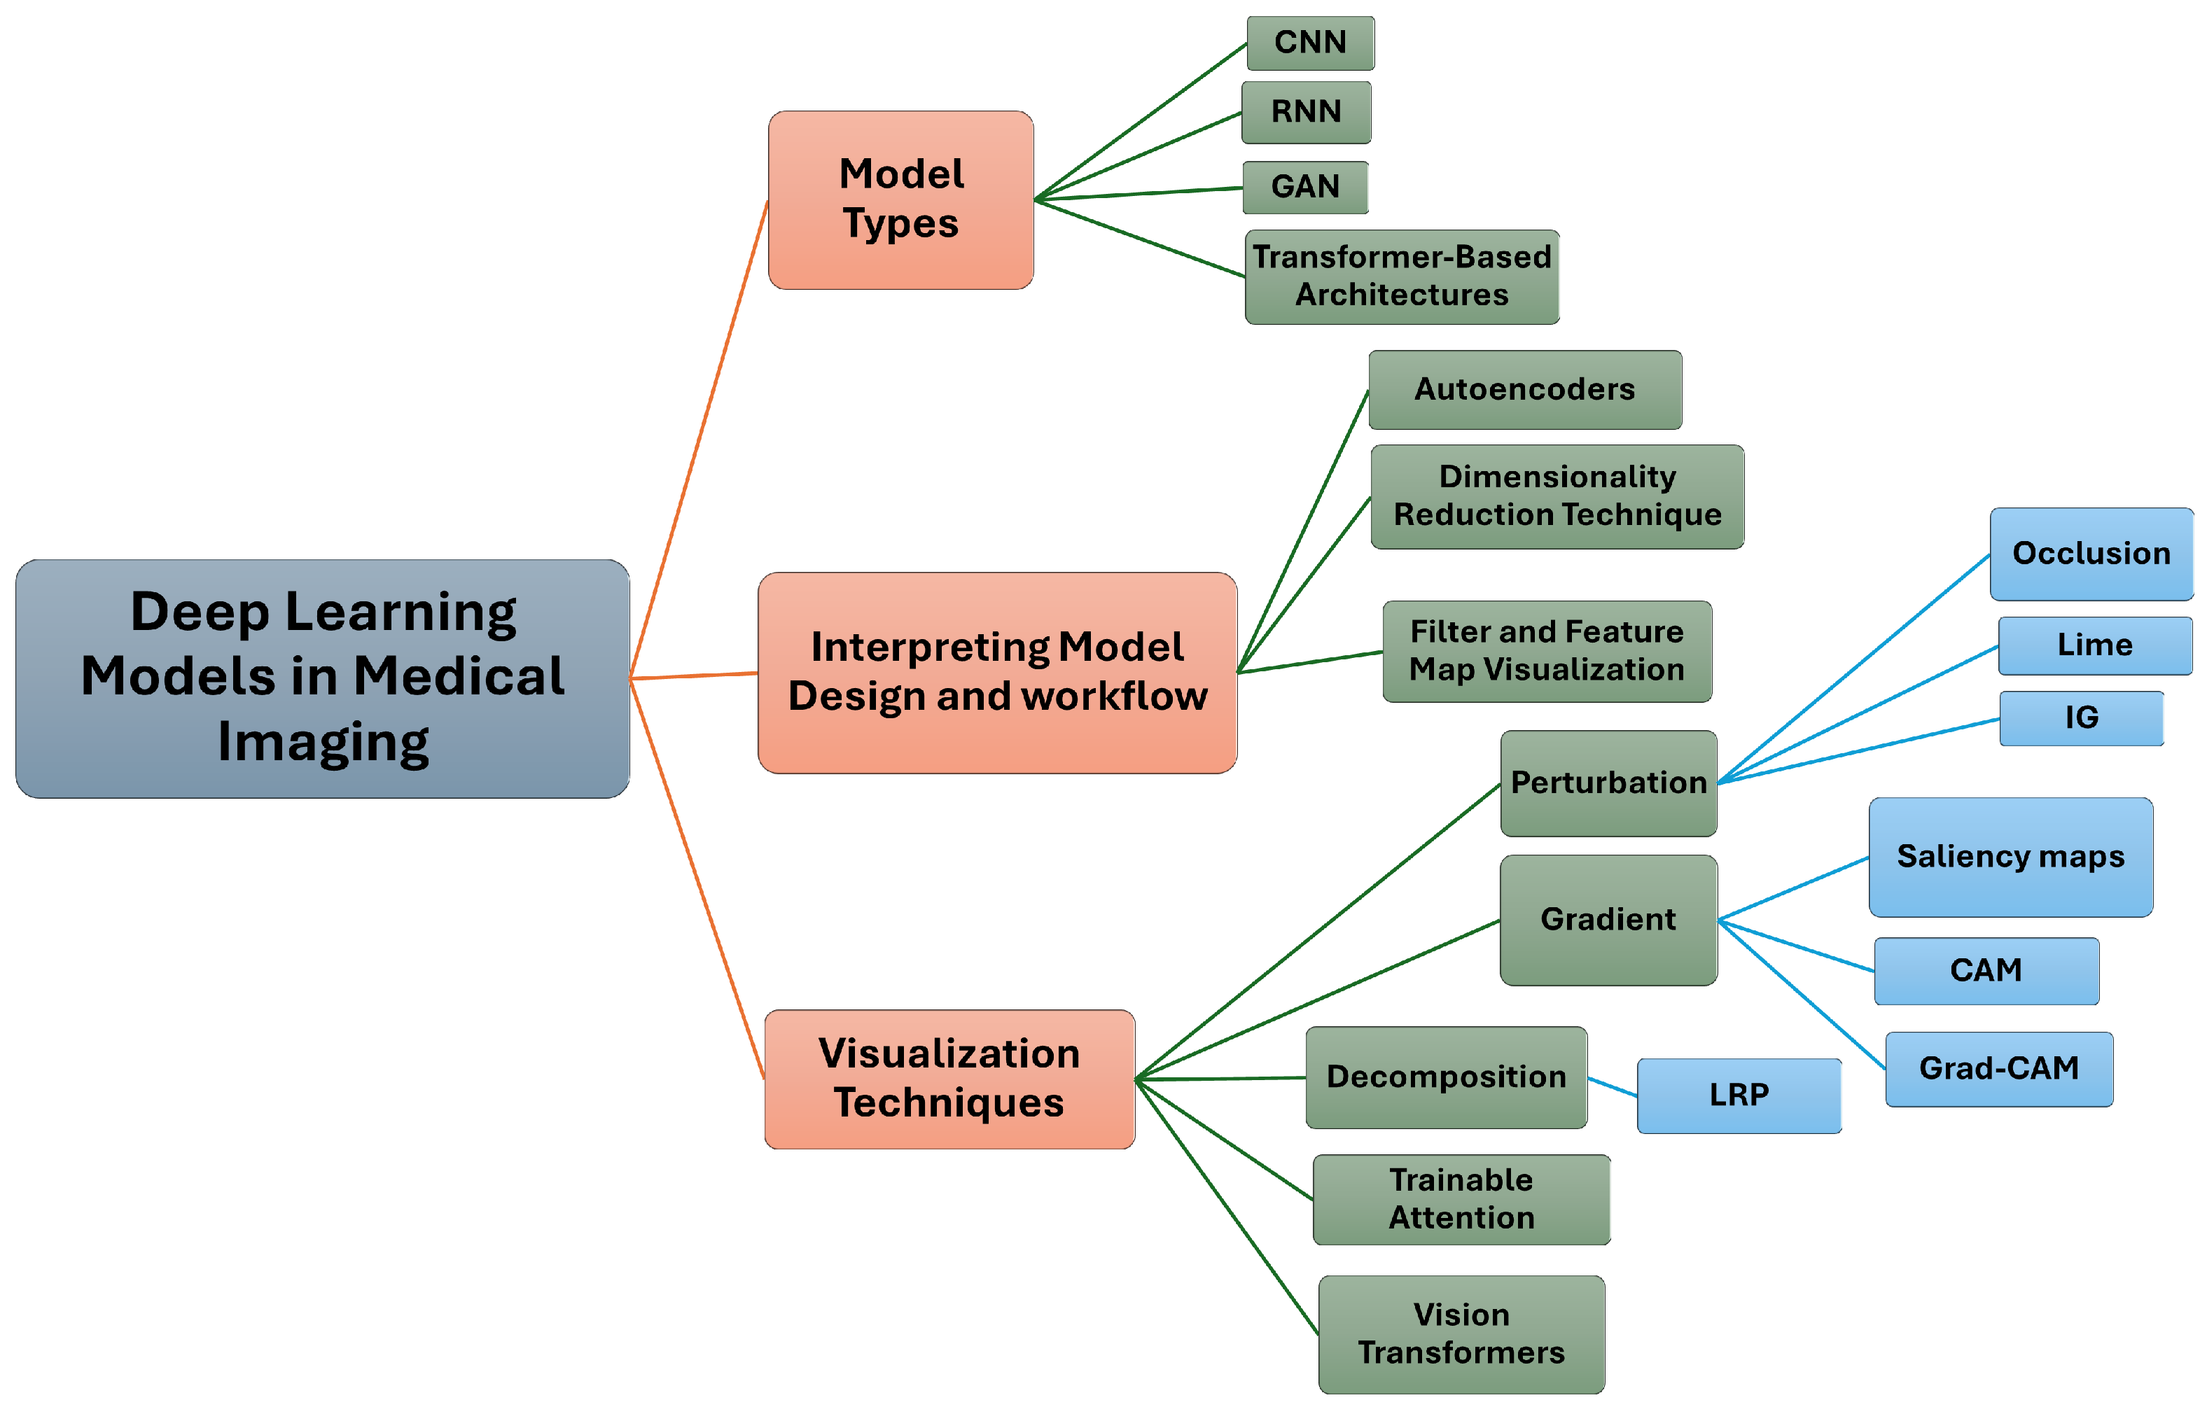 Deep Learning
Models in Medical
Imaging
Model
Types
CNN
RNN
GAN
Transformer-Based
Architectures
Interpreting Model
Design and workflow
Autoencoders
Dimensionality
Reduction Technique
Filter and Feature
Map Visualization
Visualization
Techniques
Perturbation
Occlusion
Lime
IG
Gradient
Saliency maps
CAM
Grad-CAM
Decomposition
LRP
Trainable
Attention
Vision
Transformers